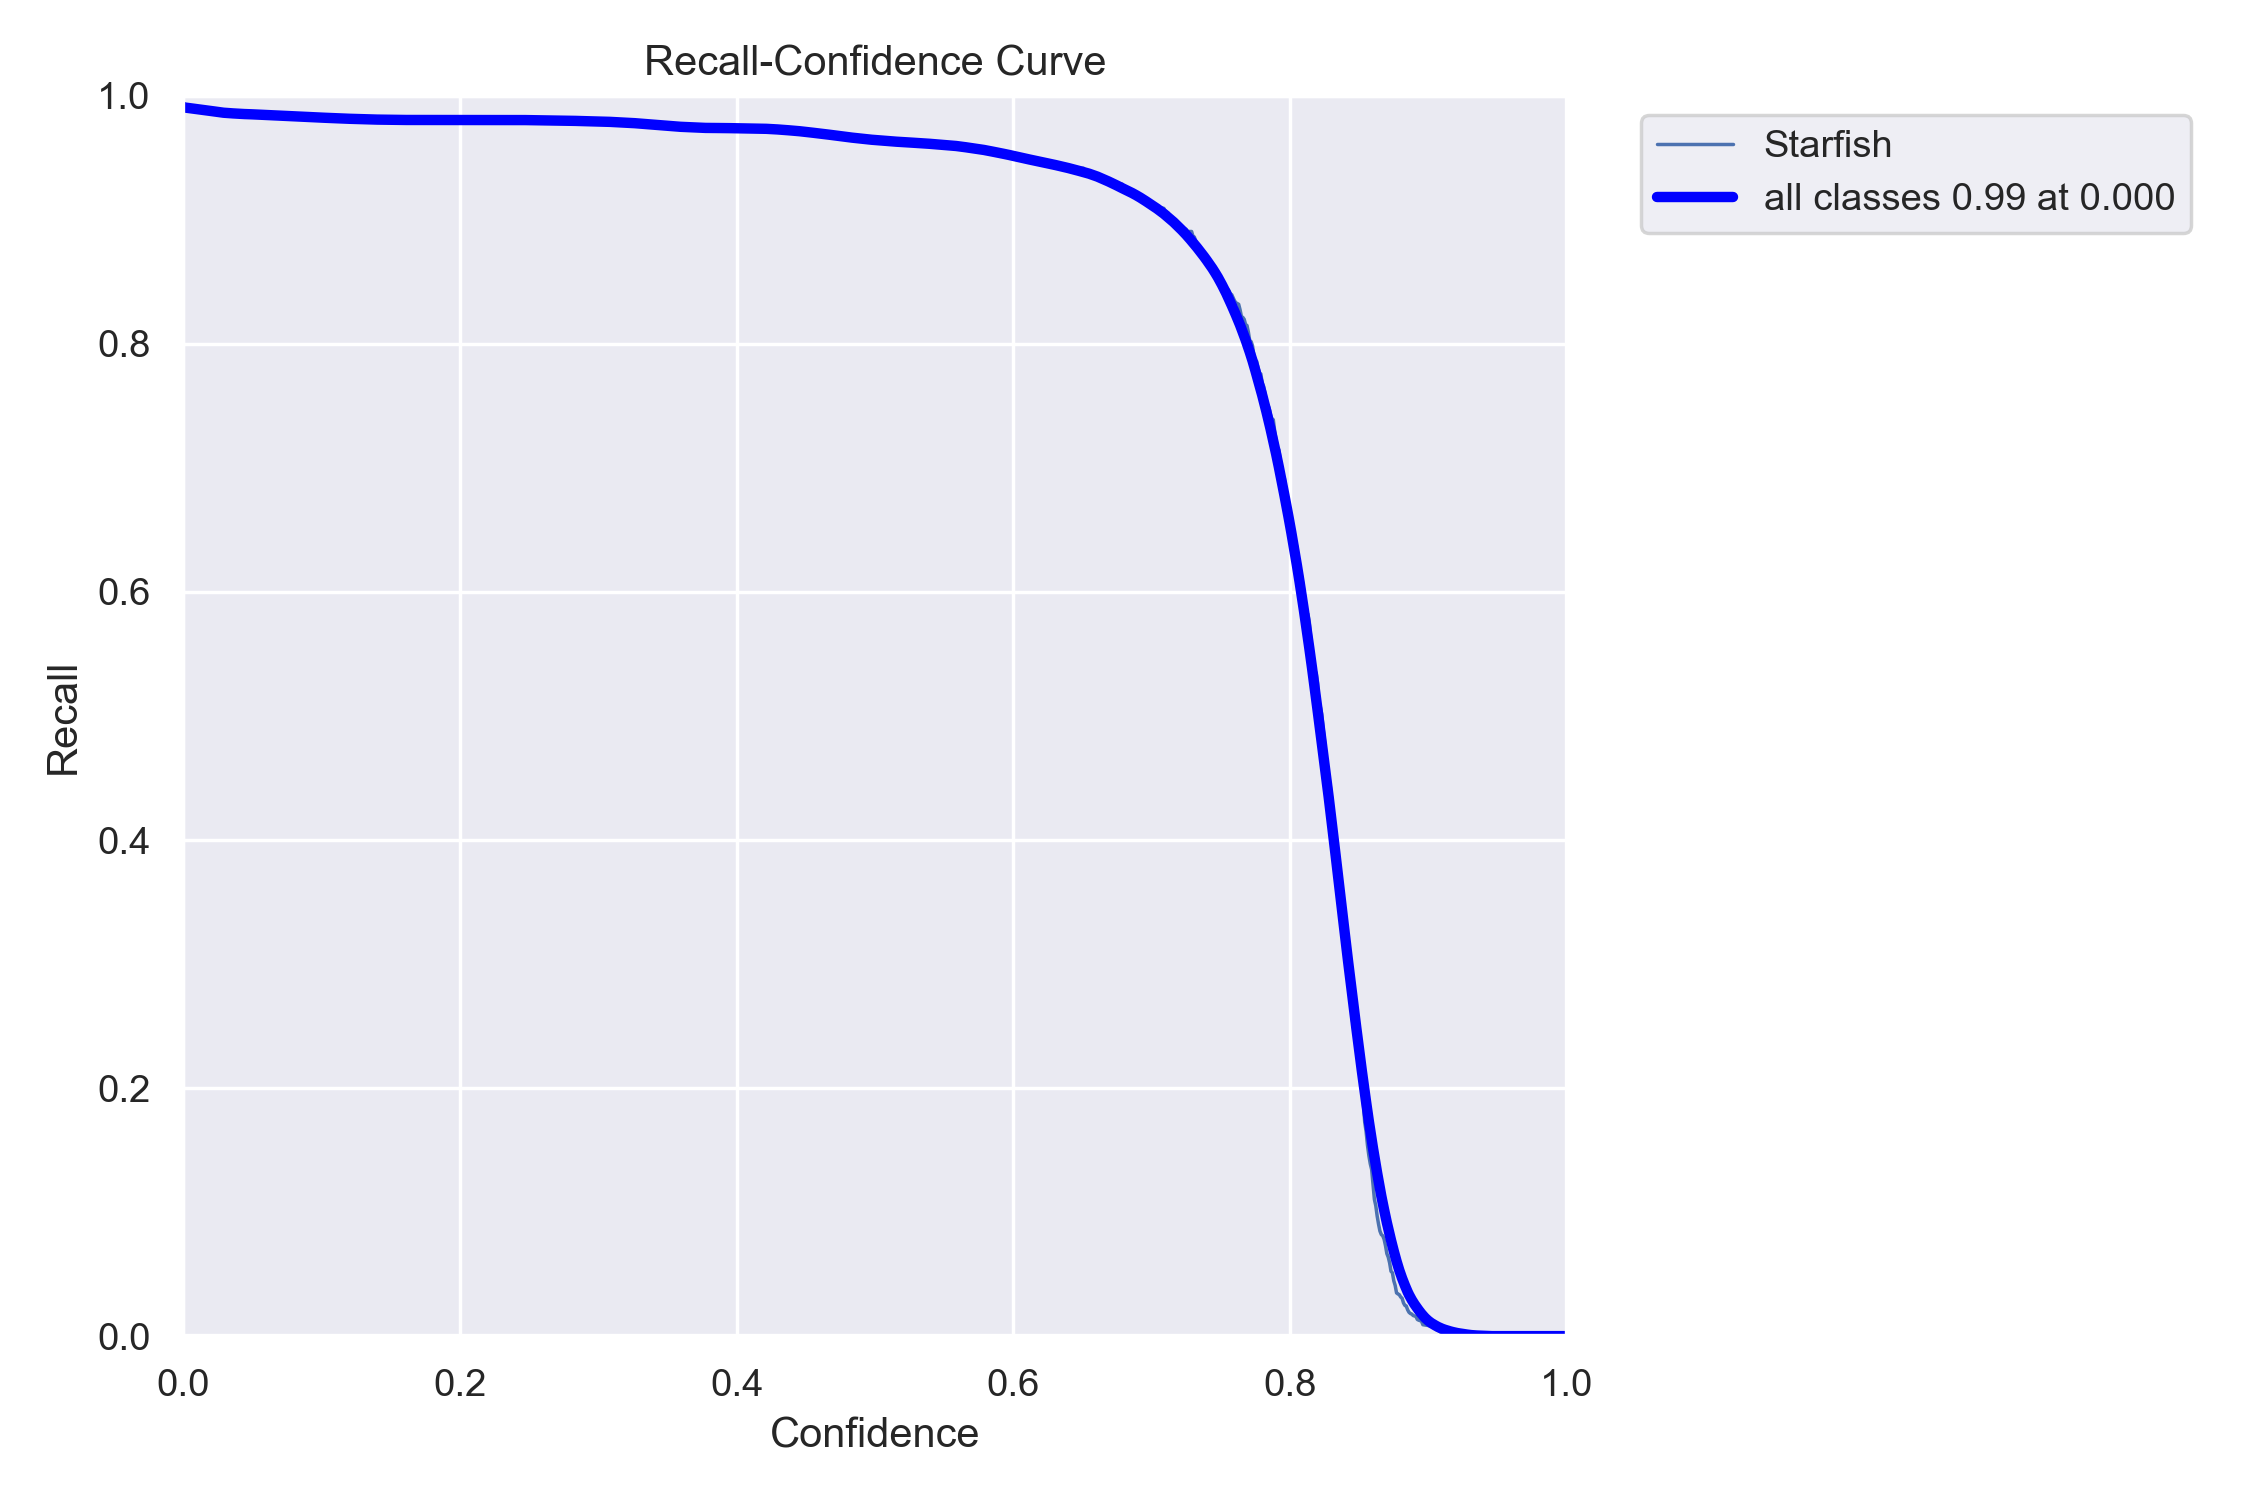 Recall-Confidence Curve
1.0
0.8
0.6
0.4
0.2
0.0
Recall
0.0 0.2 0.4 0.6 0.8 1.0
Confidence
Starfish
all classes 0.99 at 0.000